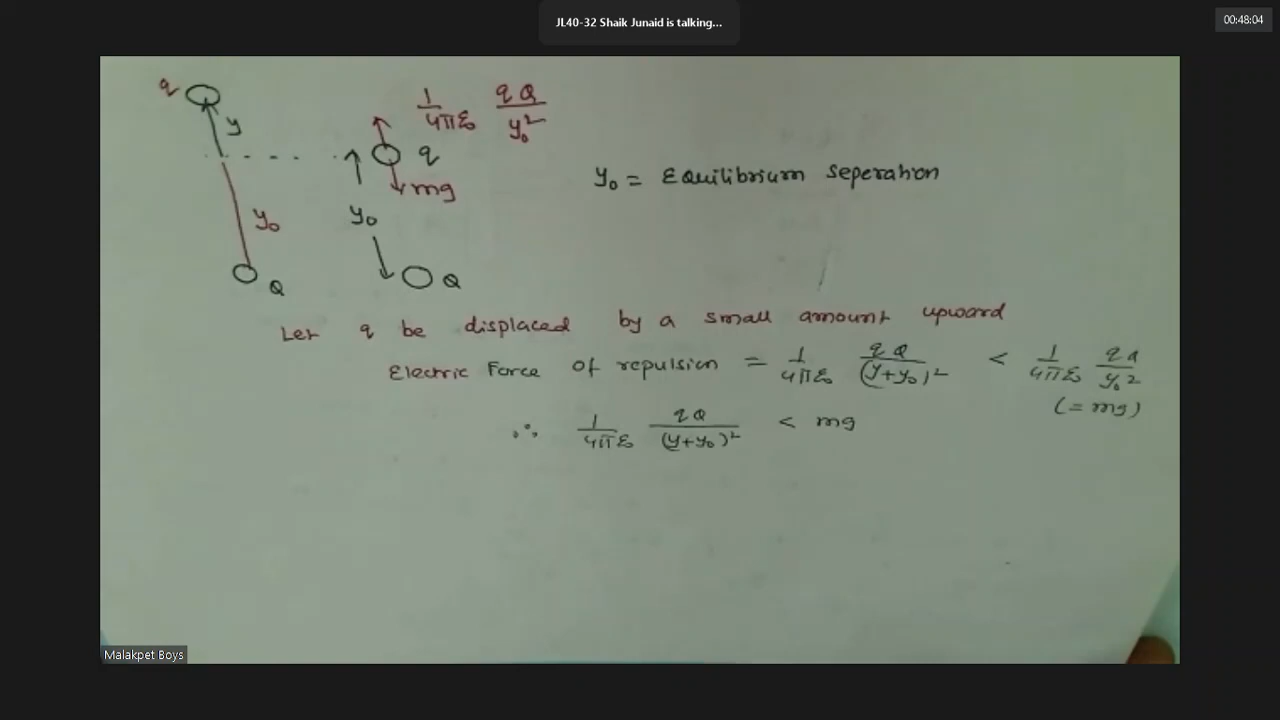 JL40-32 Shaik Junaid is talking...
00:48:04
q
y
y₀
Q
1/4πε₀ qQ/y₀²
q
mg
y₀
Q
y₀ = Equilibrium seperation
Let q be displaced by a small amount upward
Electric Force of repulsion = 1/4πε₀ qQ/(y+y₀)² < 1/4πε₀ qQ/y₀²
(= mg)
∴ 1/4πε₀ qQ/(y+y₀)² < mg
Malakpet Boys